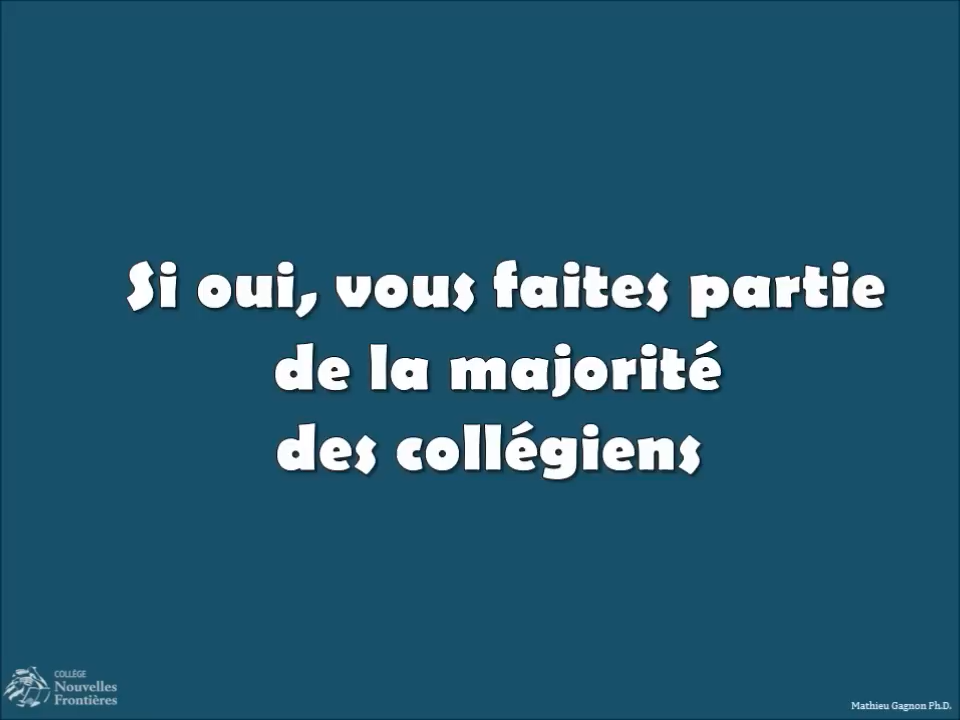 Si oui, vous faites partie
de la majorité
des collégiens
COLLÈGE
Nouvelles
Frontières
Mathieu Gagnon Ph.D.